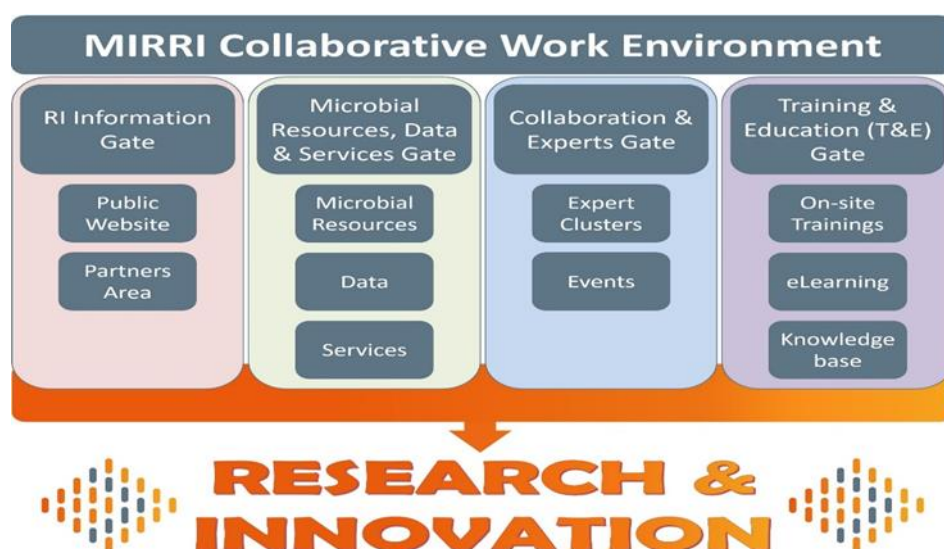 MIRRI Collaborative Work Environment
RI Information
Gate
Public
Website
Partners
Area
Microbial
Resources, Data
& Services Gate
Microbial
Resources
Data
Services
Collaboration &
Experts Gate
Expert
Clusters
Events
Training &
Education (T&E)
Gate
On-site
Trainings
eLearning
Knowledge
base
RESEARCH &
INNOVATION